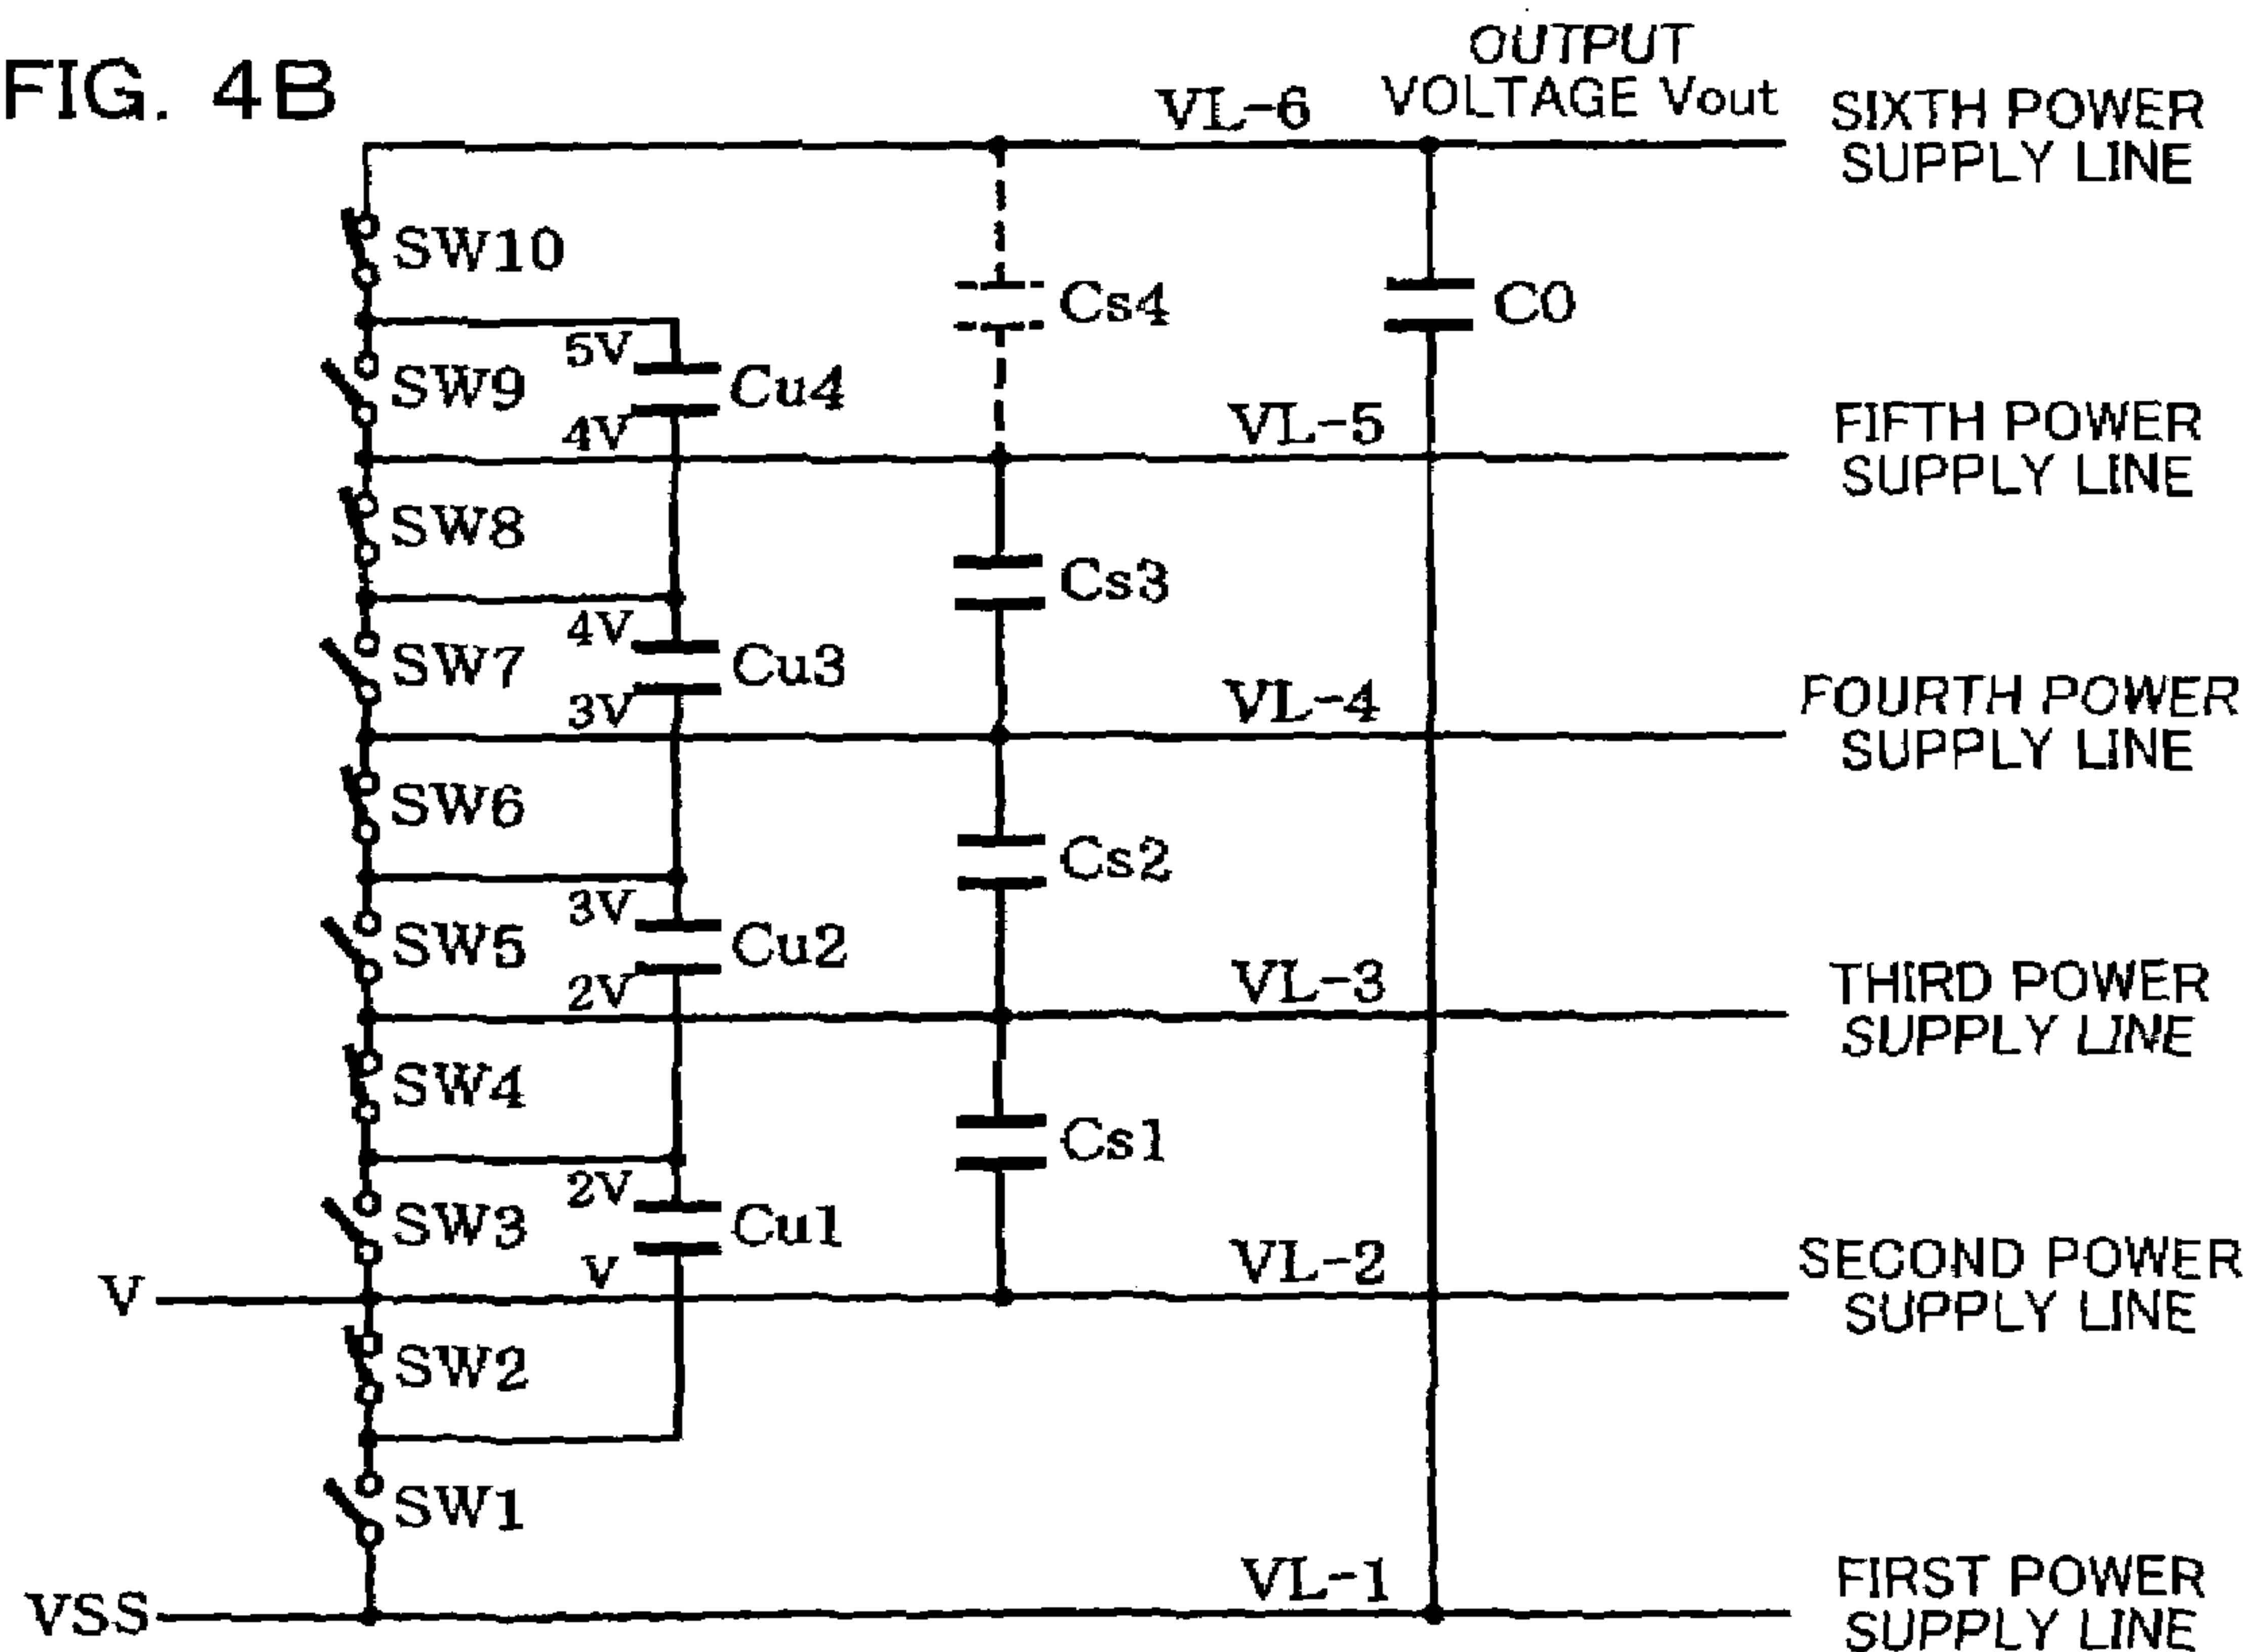 FIG. 4B
OUTPUT
VOLTAGE Vout
VL-6
SIXTH POWER
SUPPLY LINE
SW10
Cs4
C0
5V
SW9
Cu4
4V
VL-5
FIFTH POWER
SUPPLY LINE
SW8
Cs3
4V
SW7
Cu3
3V
VL-4
FOURTH POWER
SUPPLY LINE
SW6
Cs2
3V
SW5
Cu2
2V
VL-3
THIRD POWER
SUPPLY LINE
SW4
Cs1
2V
SW3
Cu1
V
VL-2
SECOND POWER
SUPPLY LINE
V
SW2
SW1
VL-1
FIRST POWER
SUPPLY LINE
VSS